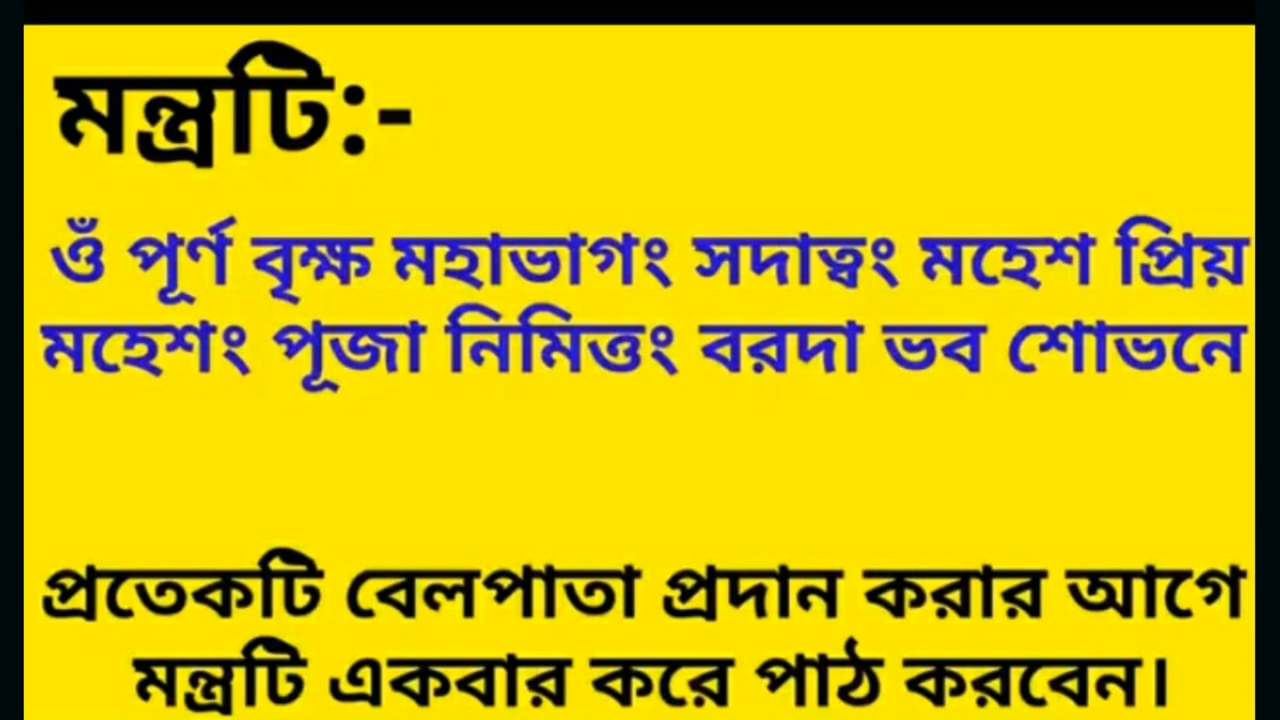 মন্ত্রটি:-
ওঁ পূর্ণ বৃক্ষ মহাভাগং সদাত্বং মহেশ প্রিয়
মহেশং পূজা নিমিত্তং বরদা ভব শোভনে
প্রতেকটি বেলপাতা প্রদান করার আগে
মন্ত্রটি একবার করে পাঠ করবেন।